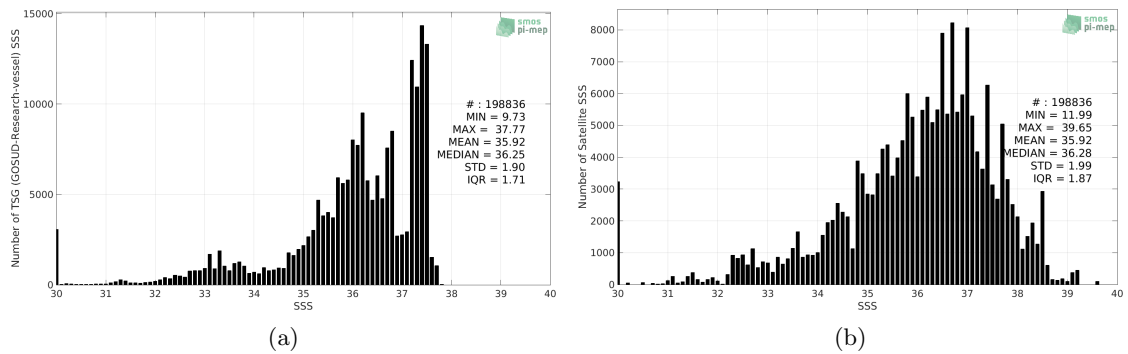 15000
10000
5000
0
Number of TSG (GOSUD-Research-vessel) SSS
smos
pi-mep
# : 198836
MIN = 9.73
MAX = 37.77
MEAN = 35.92
MEDIAN = 36.25
STD = 1.90
IQR = 1.71
30 31 32 33 34 35 36 37 38 39 40
SSS
(a)
8000
7000
6000
5000
4000
3000
2000
1000
0
Number of Satellite SSS
smos
pi-mep
# : 198836
MIN = 11.99
MAX = 39.65
MEAN = 35.92
MEDIAN = 36.28
STD = 1.99
IQR = 1.87
30 31 32 33 34 35 36 37 38 39 40
SSS
(b)